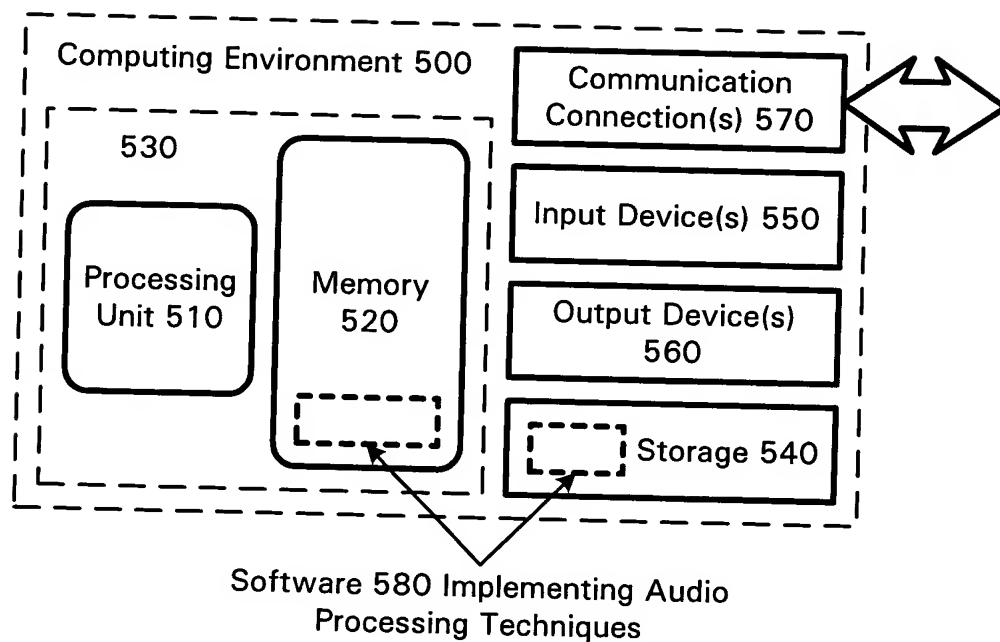 Computing Environment 500
530
Processing
Unit 510
Memory
520
Communication
Connection(s) 570
Input Device(s) 550
Output Device(s)
560
Storage 540
Software 580 Implementing Audio
Processing Techniques